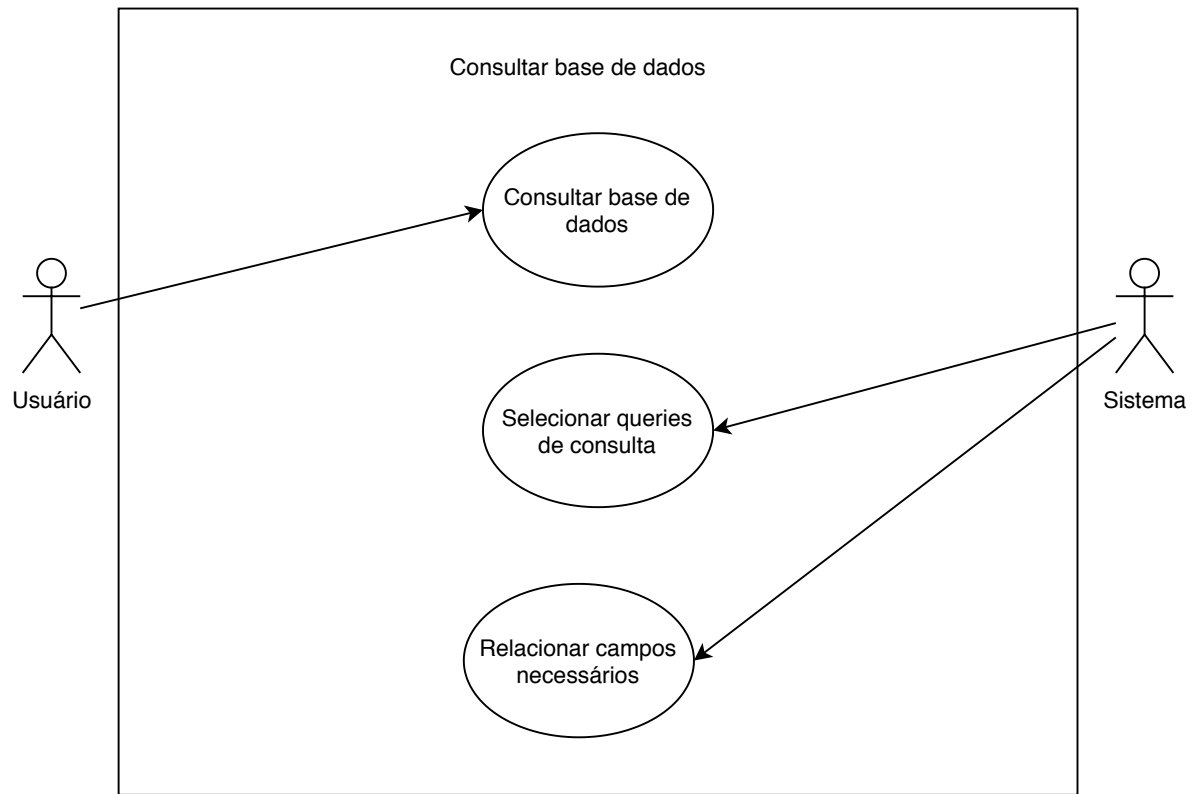 Consultar base de dados
Consultar base de
dados
Usuário
Selecionar queries
de consulta
Sistema
Relacionar campos
necessários